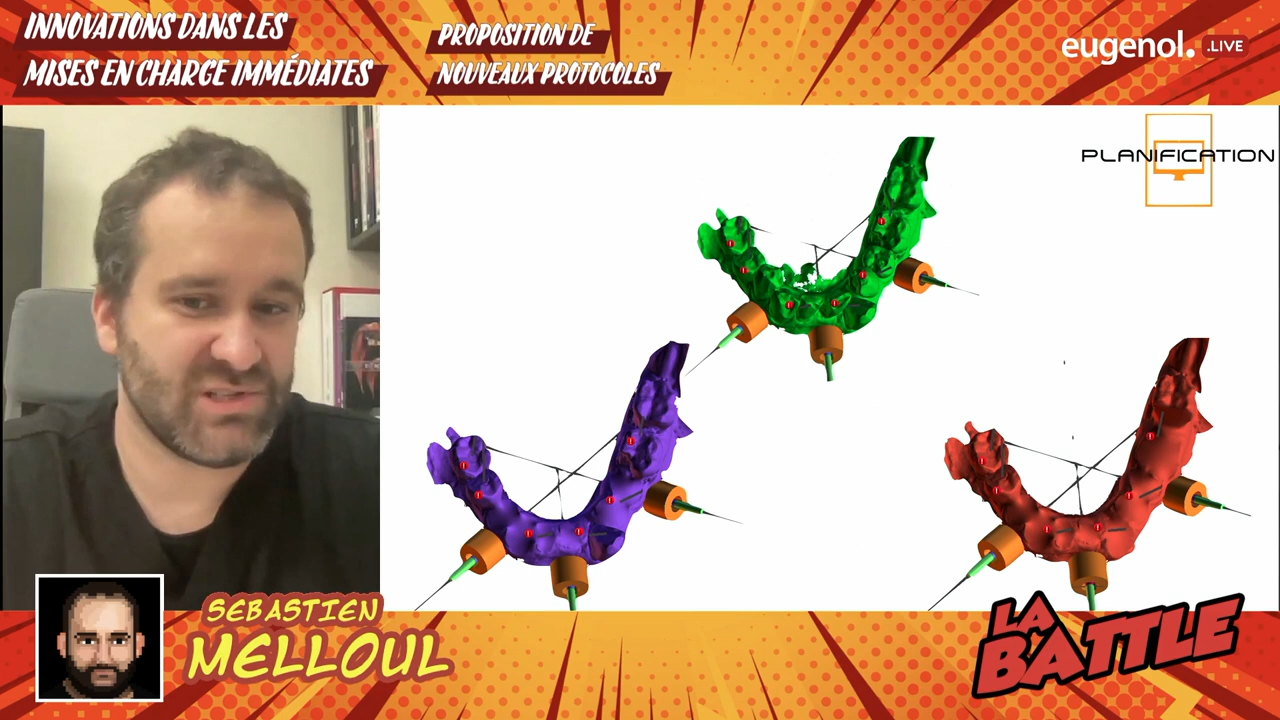 INNOVATIONS DANS LES
MISES EN CHARGE IMMÉDIATES
PROPOSITION DE
NOUVEAUX PROTOCOLES
eugenol. .LIVE
PLANIFICATION
SEBASTIEN
MELLOUL
LA
BATTLE